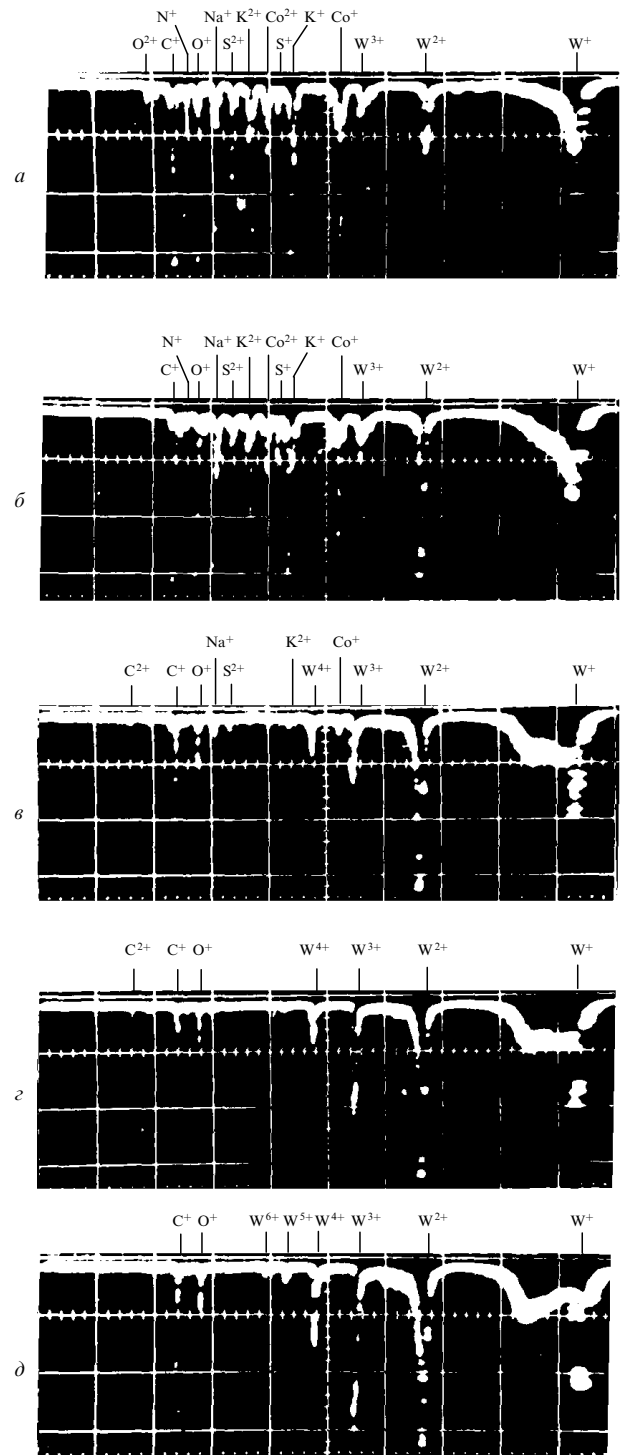 N⁺ Na⁺ K²⁺ Co²⁺ K⁺ Co⁺
O²⁺ C⁺ O⁺ S²⁺ S⁺ W³⁺ W²⁺ W⁺
а
N⁺ Na⁺ K²⁺ Co²⁺ K⁺ Co⁺
C⁺ O⁺ S²⁺ S⁺ W³⁺ W²⁺ W⁺
б
Na⁺ K²⁺ Co⁺
C²⁺ C⁺ O⁺ S²⁺ W⁴⁺ W³⁺ W²⁺ W⁺
в
C²⁺ C⁺ O⁺ W⁴⁺ W³⁺ W²⁺ W⁺
г
C⁺ O⁺ W⁶⁺ W⁵⁺ W⁴⁺ W³⁺ W²⁺ W⁺
д